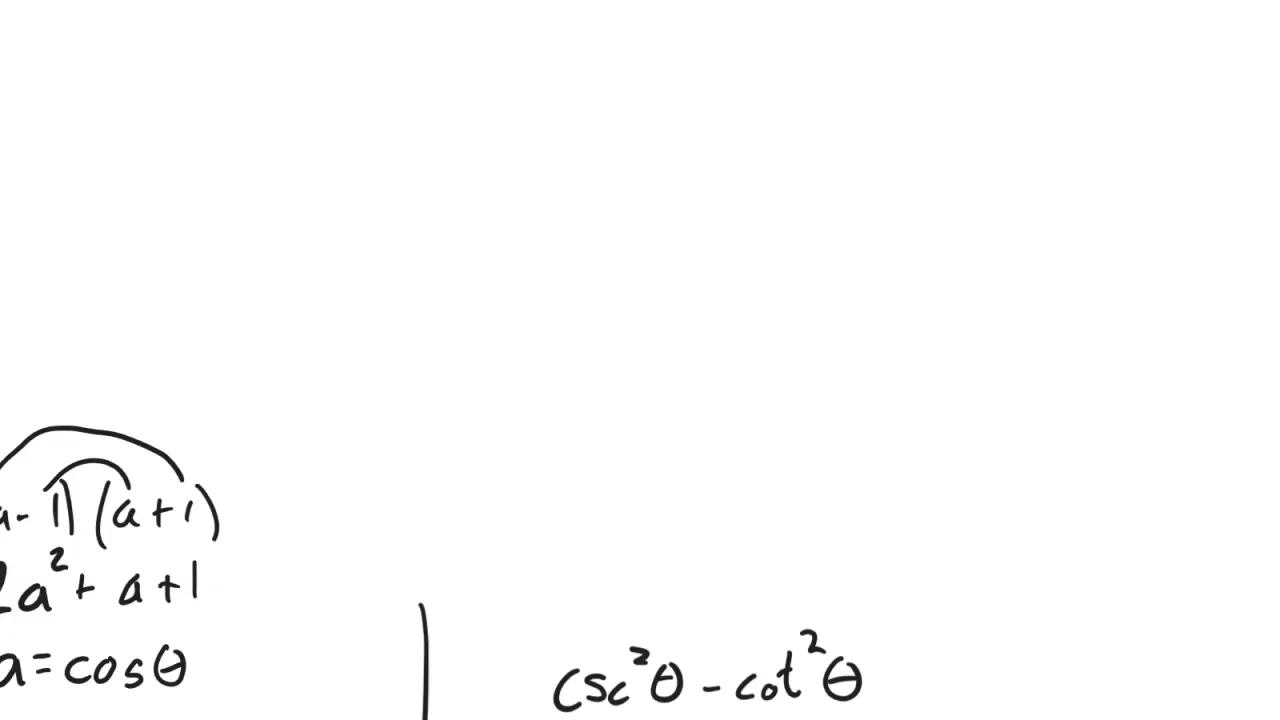 a- 1)(a+1)
2a²+ a+1
a=cosθ
csc²θ - cot²θ